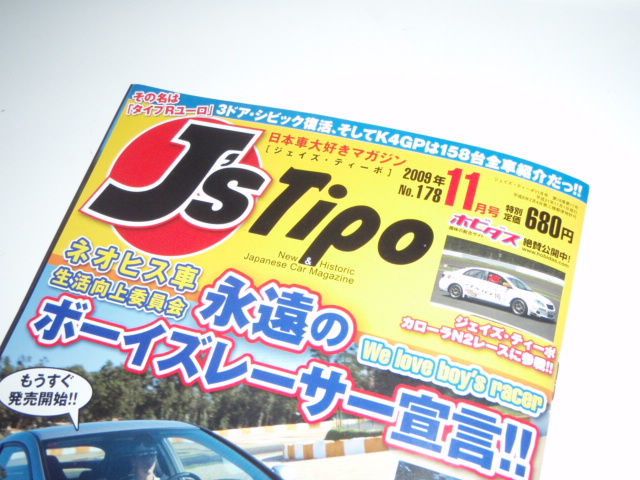 その名は
「タイプRユーロ」3ドア・シビック復活、そしてK4GPは158台全車紹介だっ!!
J's Tipo
日本車大好きマガジン
[ジェイズ・ティーポ]
2009年 11月号
No.178
特別定価 680円
New & Historic
Japanese Car Magazine
ホビダス
絶賛公開中!
ネオヒス車
生活向上委員会
永遠の
ボーイズレーサー宣言!!
We love boy's racer
ジェイズ・ティーポ
カローラN2レースに参戦!!
もうすぐ
発売開始!!